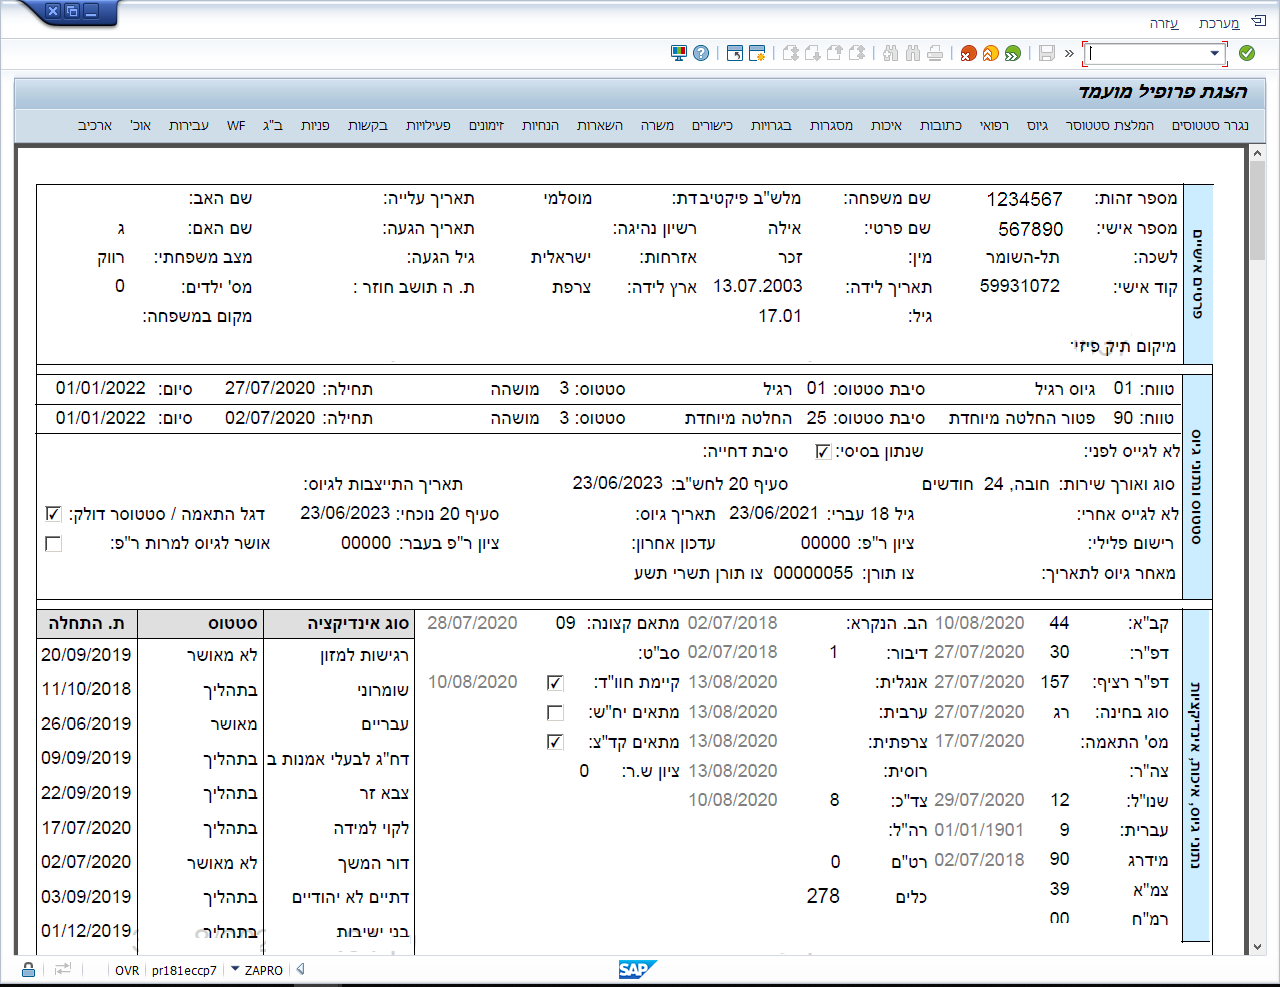 מערכת עזרה
הצגת פרופיל מועמד
נגרר סטטוסים המלצת סטטוסר גיוס רפואי כתובות איכות מסגרות בגרויות כישורים משרה השארות הנחיות זימונים פעילויות בקשות פניות ב"ג WF עבירות אוכ' ארכיב
פרטים אישיים
מספר זהות: 1234567 שם משפחה: מלש"ב פיקטיב דת: מוסלמי תאריך עלייה: שם האב:
מספר אישי: 567890 שם פרטי: אילה רשיון נהיגה: תאריך הגעה: שם האם: ג
לשכה: תל-השומר מין: זכר אזרחות: ישראלית גיל הגעה: מצב משפחתי: רווק
קוד אישי: 59931072 תאריך לידה: 13.07.2003 ארץ לידה: צרפת ת. ה תושב חוזר : מס' ילדים: 0
גיל: 17.01 מקום במשפחה:
מיקום תיק פיזי:
סטטוס ונתוני גיוס
טווח: 01 גיוס רגיל סיבת סטטוס: 01 רגיל סטטוס: 3 מושהה תחילה: 27/07/2020 סיום: 01/01/2022
טווח: 90 פטור החלטה מיוחדת סיבת סטטוס: 25 החלטה מיוחדת סטטוס: 3 מושהה תחילה: 02/07/2020 סיום: 01/01/2022
לא לגייס לפני: שנתון בסיסי: סיבת דחייה:
סוג ואורך שירות: חובה, 24 חודשים סעיף 20 לחש"ב: 23/06/2023 תאריך התייצבות לגיוס:
לא לגייס אחרי: גיל 18 עברי: 23/06/2021 תאריך גיוס: סעיף 20 נוכחי: 23/06/2023 דגל התאמה / סטטוסר דולק:
רישום פלילי: ציון ר"פ: 00000 עדכון אחרון: ציון ר"פ בעבר: 00000 אושר לגיוס למרות ר"פ:
מאחר גיוס לתאריך: צו תורן: 00000055 צו תורן תשרי תשע
נתוני גיוס, איכות, אינדיקציות
קב"א: 44 10/08/2020 הב. הנקרא: 02/07/2018 מתאם קצונה: 09 28/07/2020 סוג אינדיקציה סטטוס ת. התחלה
דפ"ר: 30 27/07/2020 דיבור: 1 02/07/2018 סב"ט: רגישות למזון לא מאושר 20/09/2019
דפ"ר רציף: 157 27/07/2020 אנגלית: 13/08/2020 קיימת חוו"ד: 10/08/2020 שומרוני בתהליך 11/10/2018
סוג בחינה: רג 27/07/2020 ערבית: 13/08/2020 מתאים יח"ש: עבריים מאושר 26/06/2019
מס' התאמה: 17/07/2020 צרפתית: 13/08/2020 מתאים קד"צ: דח"ג לבעלי אמנות ב בתהליך 09/09/2019
צה"ר: רוסית: 13/08/2020 ציון ש.ר: 0 צבא זר בתהליך 22/09/2019
שנו"ל: 12 29/07/2020 צד"כ: 8 10/08/2020 לקוי למידה בתהליך 17/07/2020
עברית: 9 01/01/1901 רה"ל: דור המשך לא מאושר 02/07/2020
מידרג 90 02/07/2018 רט"ם 0 דתיים לא יהודיים בתהליך 03/09/2019
צמ"א 39 כלים 278 בני ישיבות בתהליך 01/12/2019
רמ"ח 00
OVR pr181eccp7 ZAPRO SAP